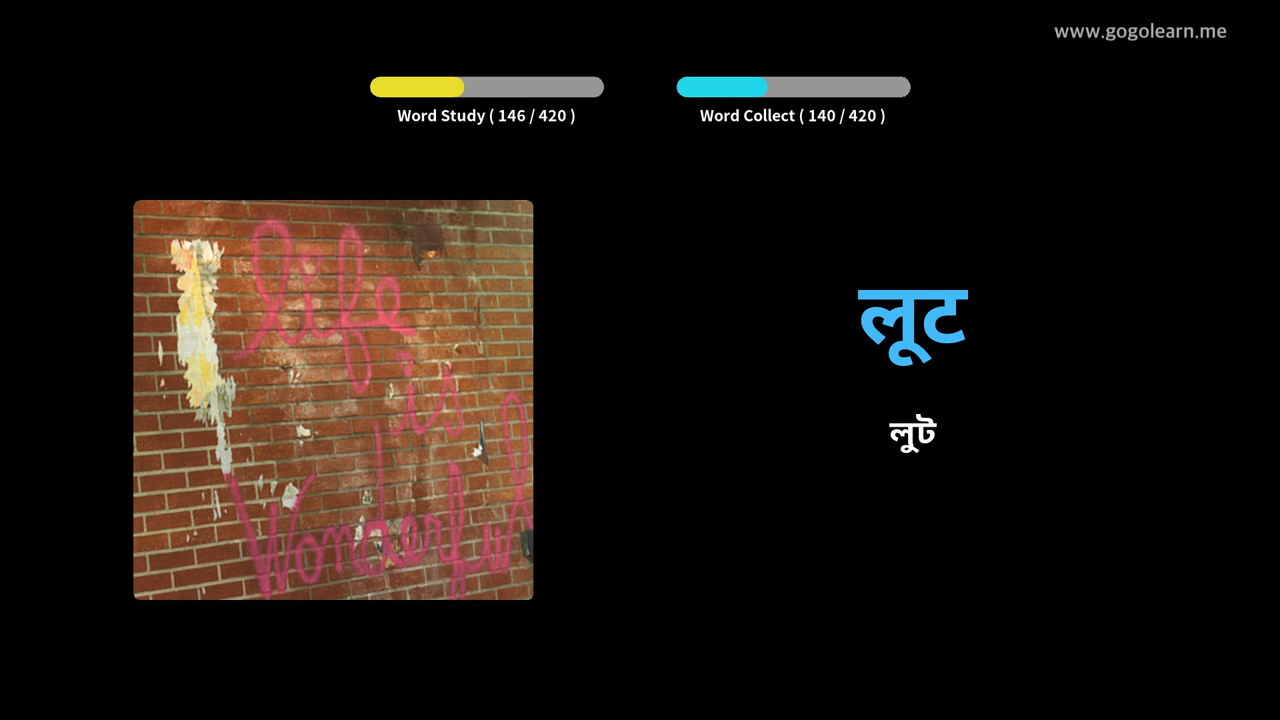 www.gogolearn.me
Word Study ( 146 / 420 )
Word Collect ( 140 / 420 )
life
is
Wonderful
लूट
লুট